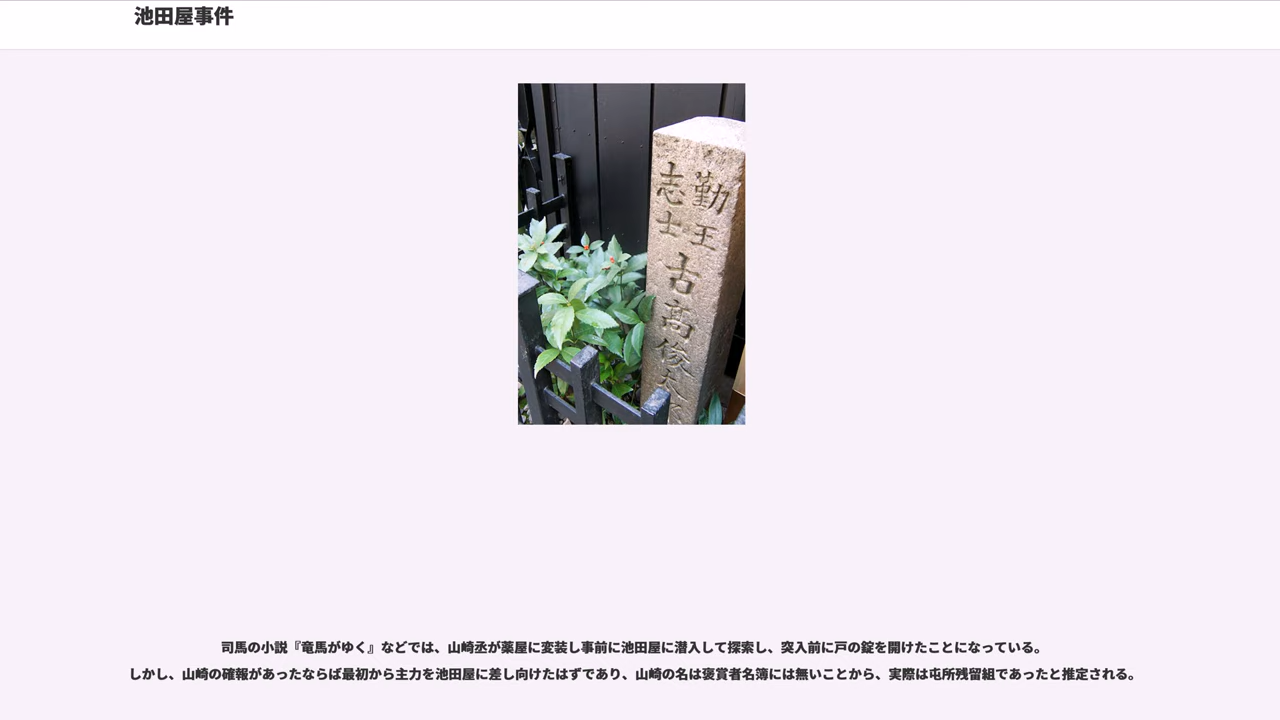 池田屋事件
勤王
志士
古高俊太郎
司馬の小説『竜馬がゆく』などでは、山崎丞が薬屋に変装し事前に池田屋に潜入して探索し、突入前に戸の錠を開けたことになっている。
しかし、山崎の確報があったならば最初から主力を池田屋に差し向けたはずであり、山崎の名は褒賞者名簿には無いことから、実際は屯所残留組であったと推定される。